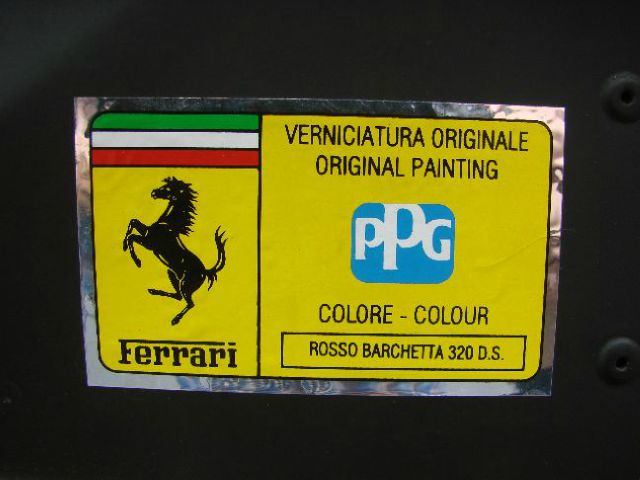 VERNICIATURA ORIGINALE
ORIGINAL PAINTING
PPG
COLORE - COLOUR
ROSSO BARCHETTA 320 D.S.
Ferrari